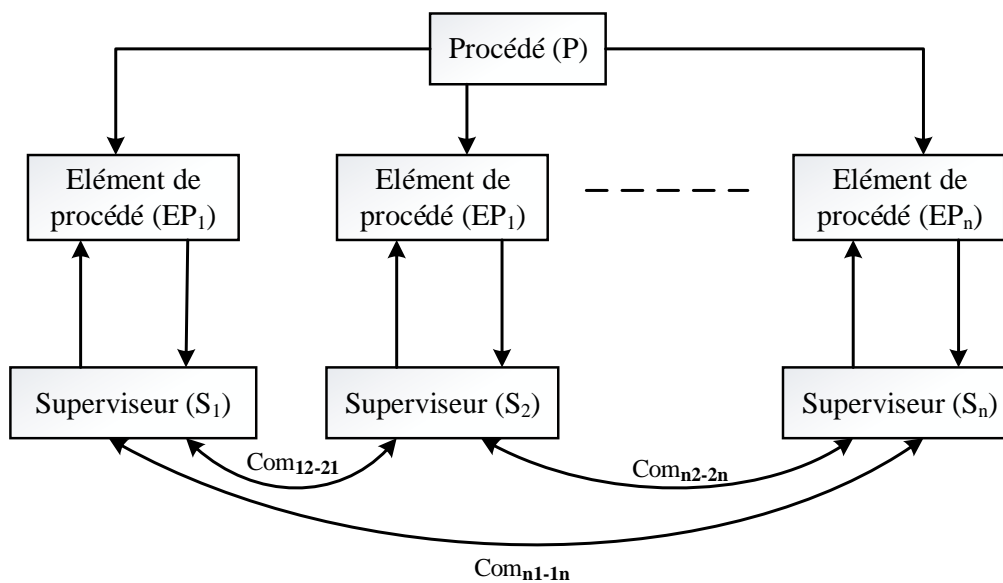 Procédé (P)
Elément de
procédé (EP₁)
Elément de
procédé (EP₁)
Elément de
procédé (EPₙ)
Superviseur (S₁)
Superviseur (S₂)
Superviseur (Sₙ)
Com₁₂₋₂₁
Comₙ₂₋₂ₙ
Comₙ₁₋₁ₙ